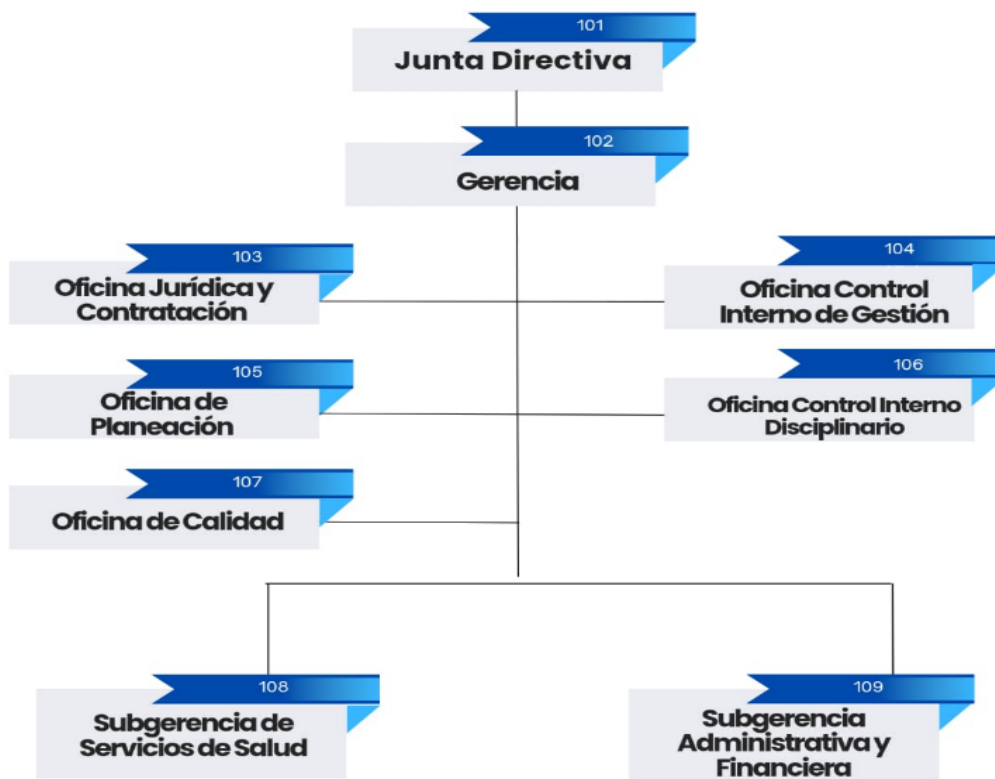 101
Junta Directiva
102
Gerencia
103
Oficina Jurídica y
Contratación
104
Oficina Control
Interno de Gestión
105
Oficina de
Planeación
106
Oficina Control Interno
Disciplinario
107
Oficina de Calidad
108
Subgerencia de
Servicios de Salud
109
Subgerencia
Administrativa y
Financiera